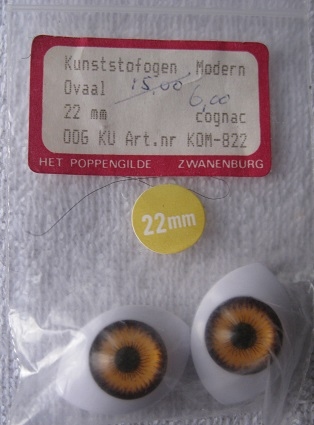 Kunststofogen Modern
Ovaal 15,00
22 mm 6,00 cognac
OOG KU Art.nr KOM-822
HET POPPENGILDE ZWANENBURG
22mm